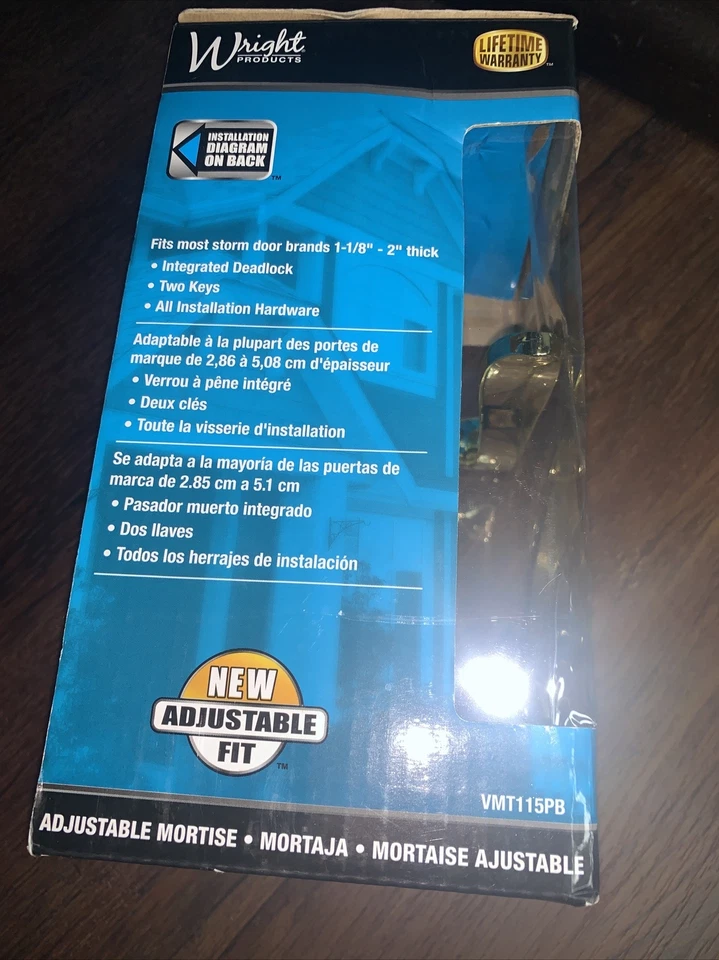 Wright
PRODUCTS
LIFETIME
WARRANTY™
INSTALLATION
DIAGRAM
ON BACK
™
Fits most storm door brands 1-1/8" - 2" thick
• Integrated Deadlock
• Two Keys
• All Installation Hardware
Adaptable à la plupart des portes de
marque de 2,86 à 5,08 cm d'épaisseur
• Verrou à pêne intégré
• Deux clés
• Toute la visserie d'installation
Se adapta a la mayoría de las puertas de
marca de 2.85 cm a 5.1 cm
• Pasador muerto integrado
• Dos llaves
• Todos los herrajes de instalación
NEW
ADJUSTABLE
FIT
™
VMT115PB
ADJUSTABLE MORTISE • MORTAJA • MORTAISE AJUSTABLE